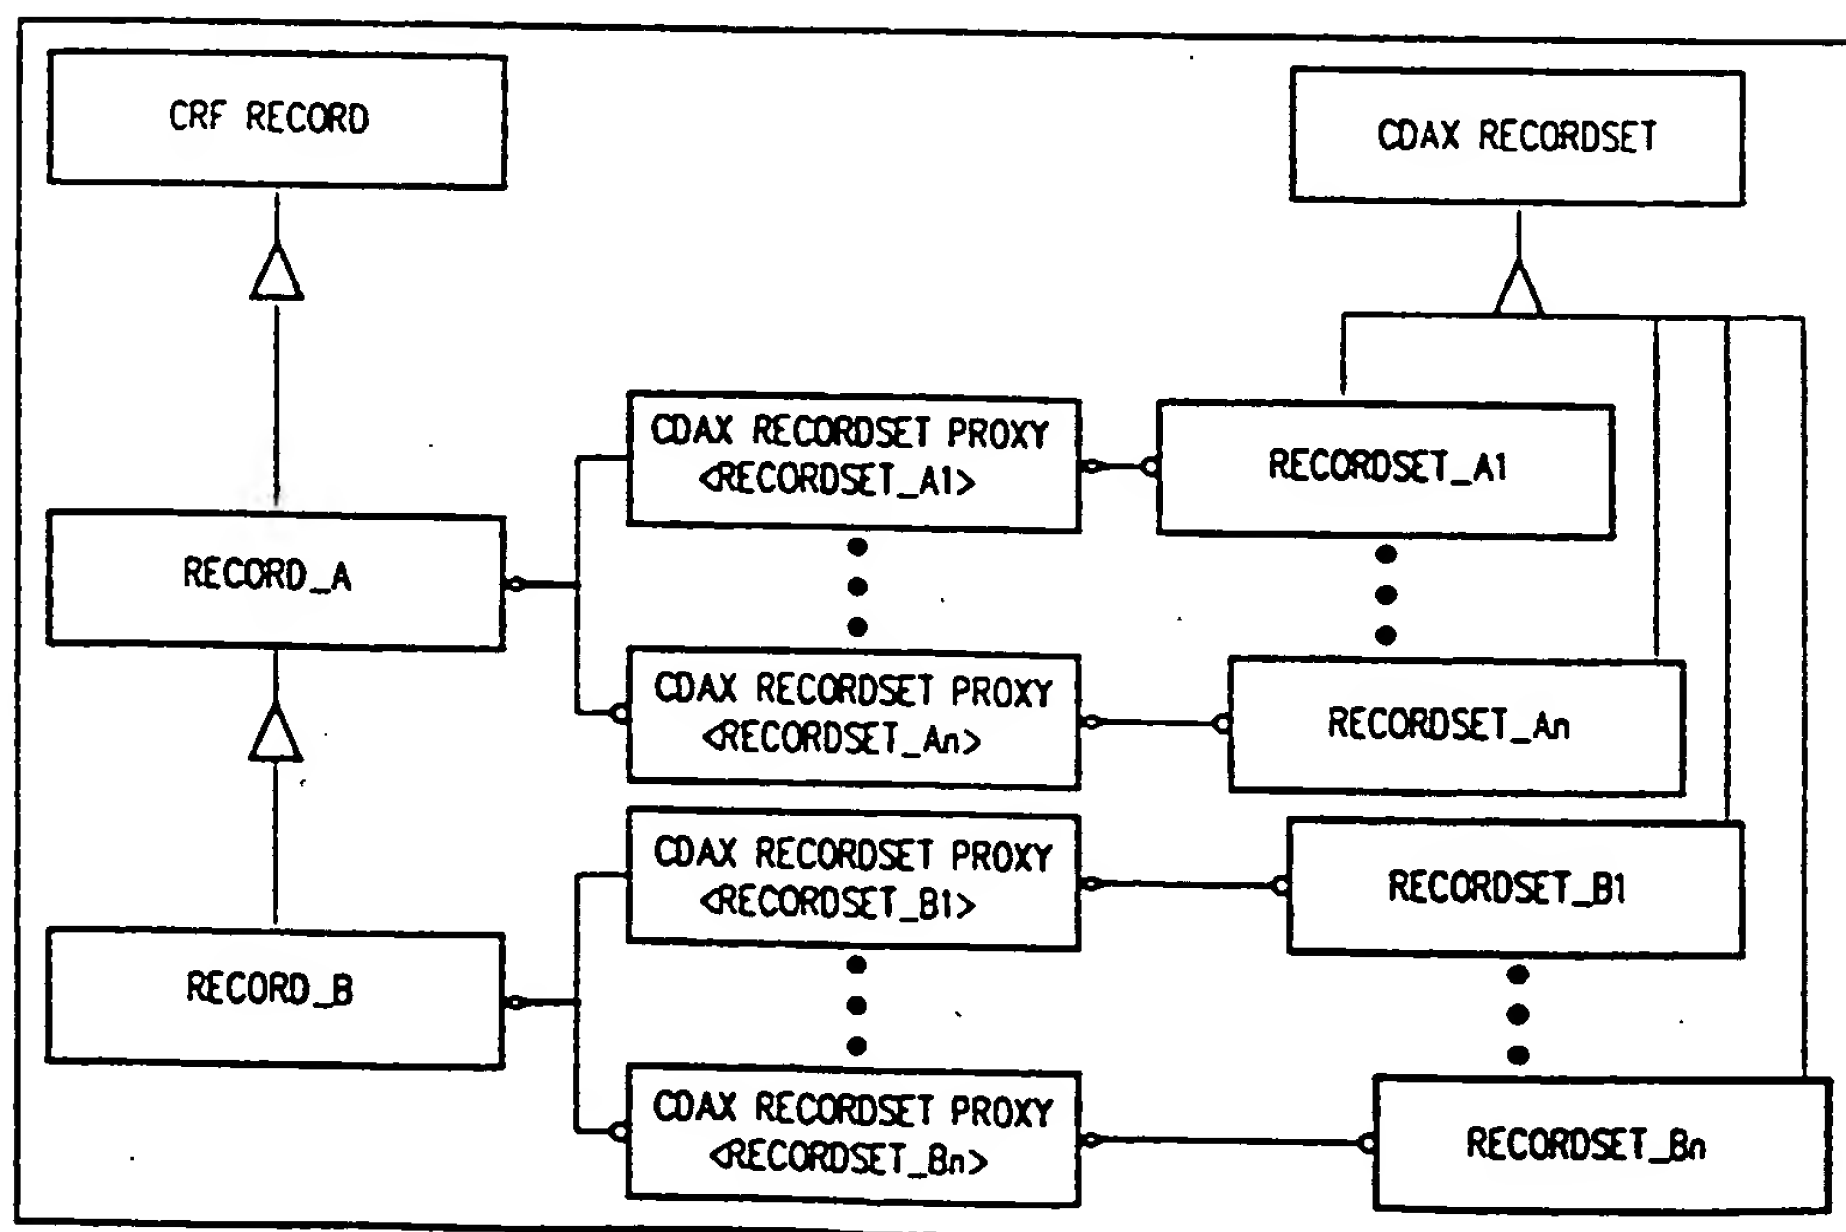 CRF RECORD
CDAX RECORDSET
CDAX RECORDSET PROXY
<RECORDSET_A1>
RECORDSET_A1
RECORD_A
CDAX RECORDSET PROXY
<RECORDSET_An>
RECORDSET_An
CDAX RECORDSET PROXY
<RECORDSET_B1>
RECORDSET_B1
RECORD_B
CDAX RECORDSET PROXY
<RECORDSET_Bn>
RECORDSET_Bn